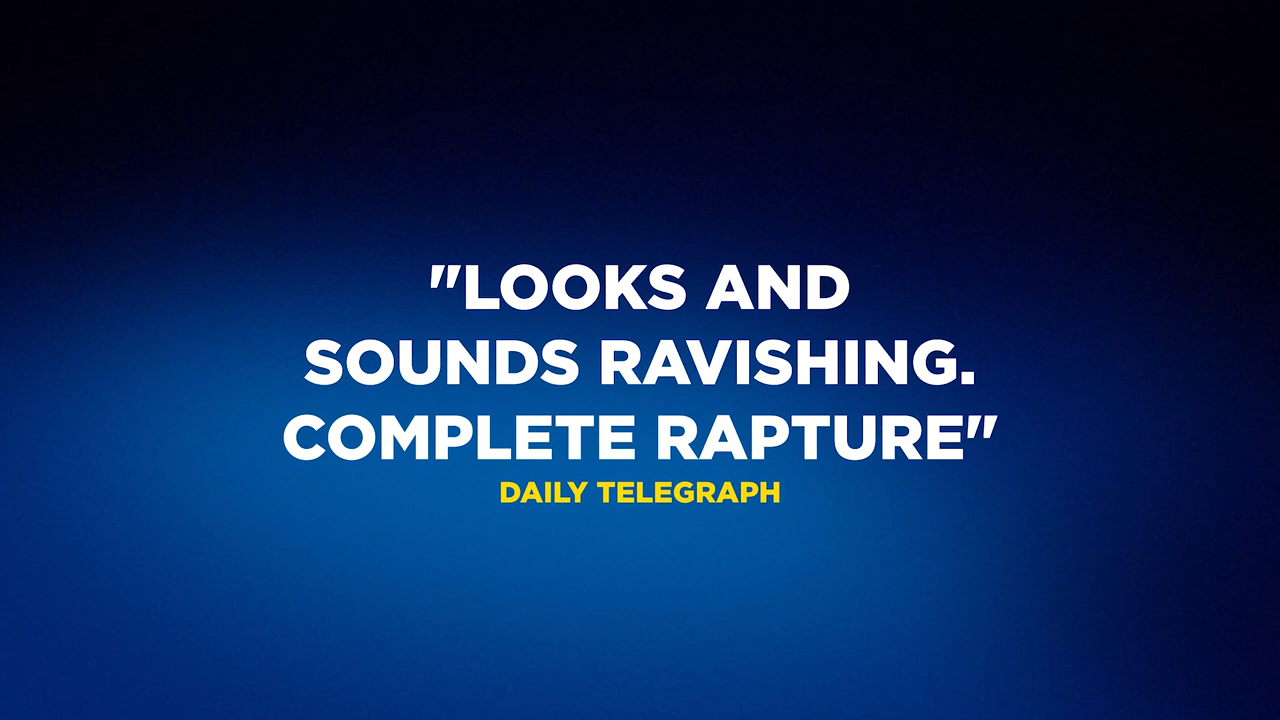 "LOOKS AND
SOUNDS RAVISHING.
COMPLETE RAPTURE"
DAILY TELEGRAPH